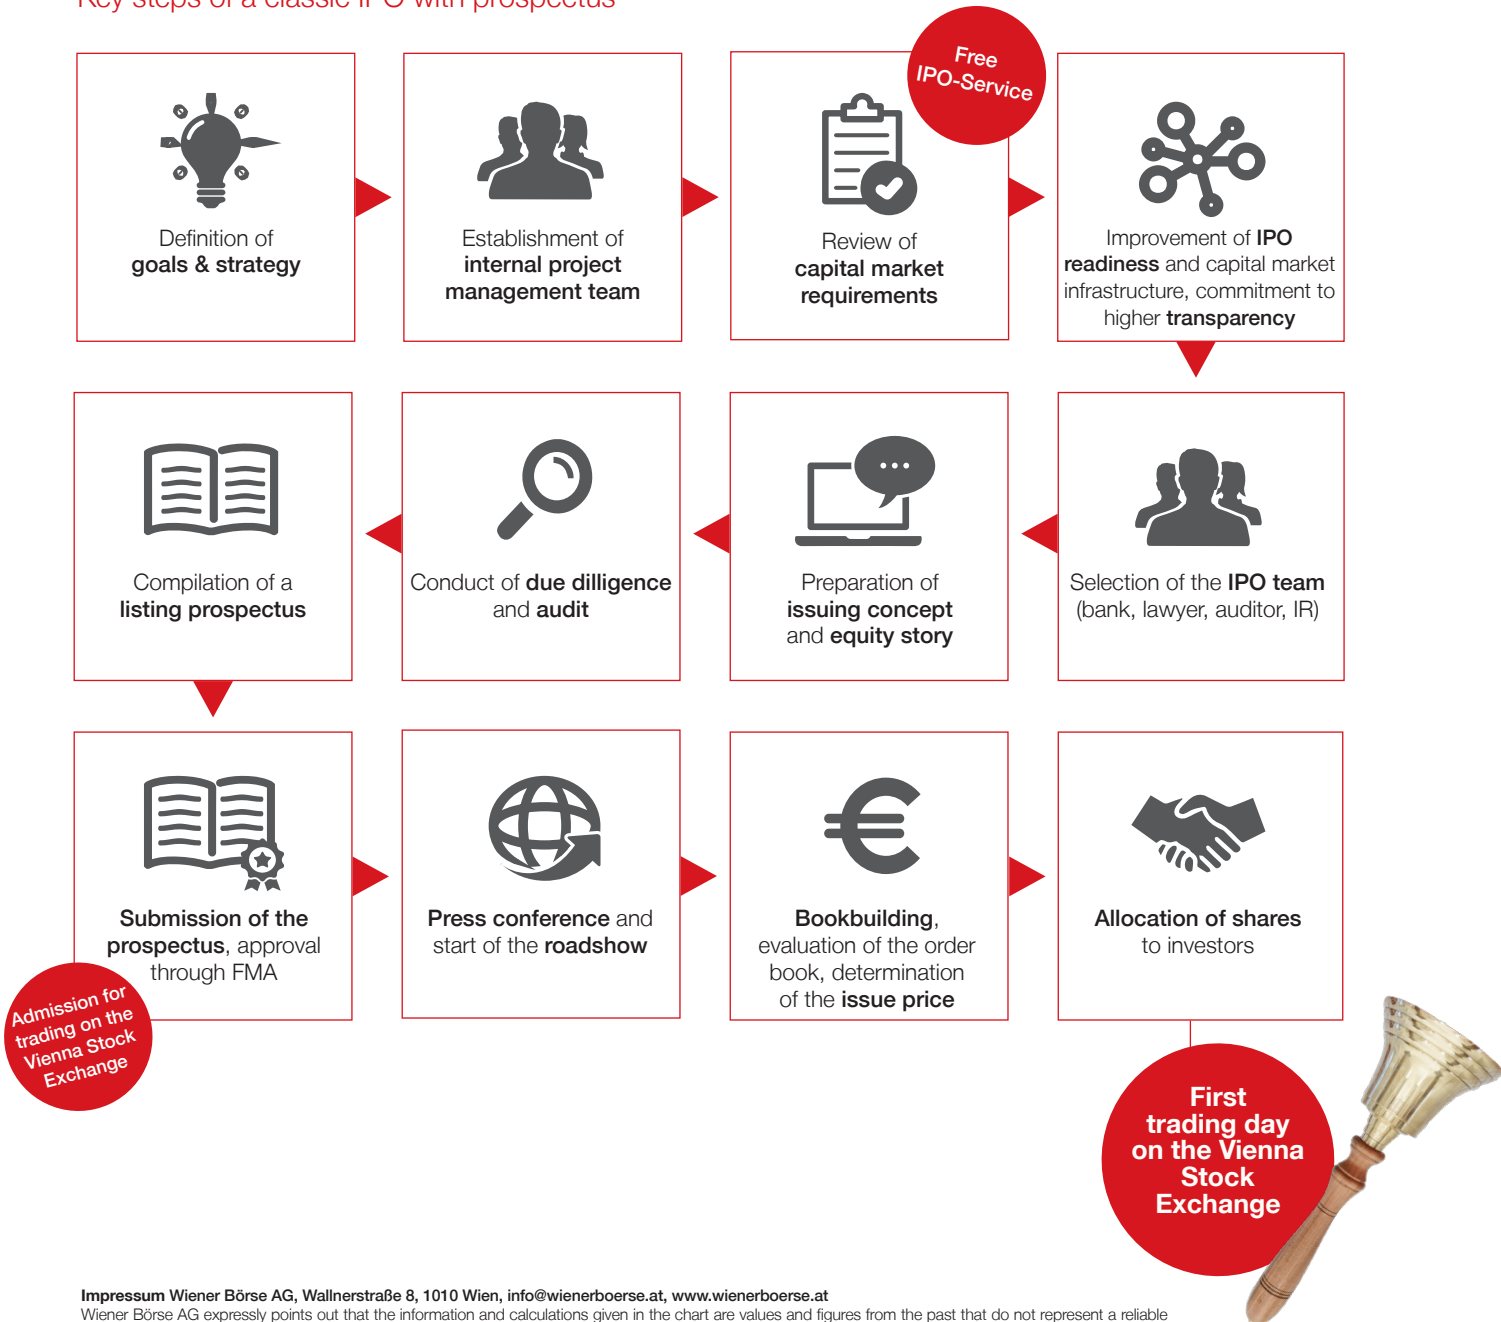 Key steps of a classic IPO with prospectus
Free
IPO-Service
Definition of
goals & strategy
Establishment of
internal project
management team
Review of
capital market
requirements
Improvement of IPO
readiness and capital market
infrastructure, commitment to
higher transparency
Selection of the IPO team
(bank, lawyer, auditor, IR)
Preparation of
issuing concept
and equity story
Conduct of due dilligence
and audit
Compilation of a
listing prospectus
Submission of the
prospectus, approval
through FMA
Admission for
trading on the
Vienna Stock
Exchange
Press conference and
start of the roadshow
Bookbuilding,
evaluation of the order
book, determination
of the issue price
Allocation of shares
to investors
First
trading day
on the Vienna
Stock
Exchange
Impressum Wiener Börse AG, Wallnerstraße 8, 1010 Wien, info@wienerboerse.at, www.wienerboerse.at
Wiener Börse AG expressly points out that the information and calculations given in the chart are values and figures from the past that do not represent a reliable